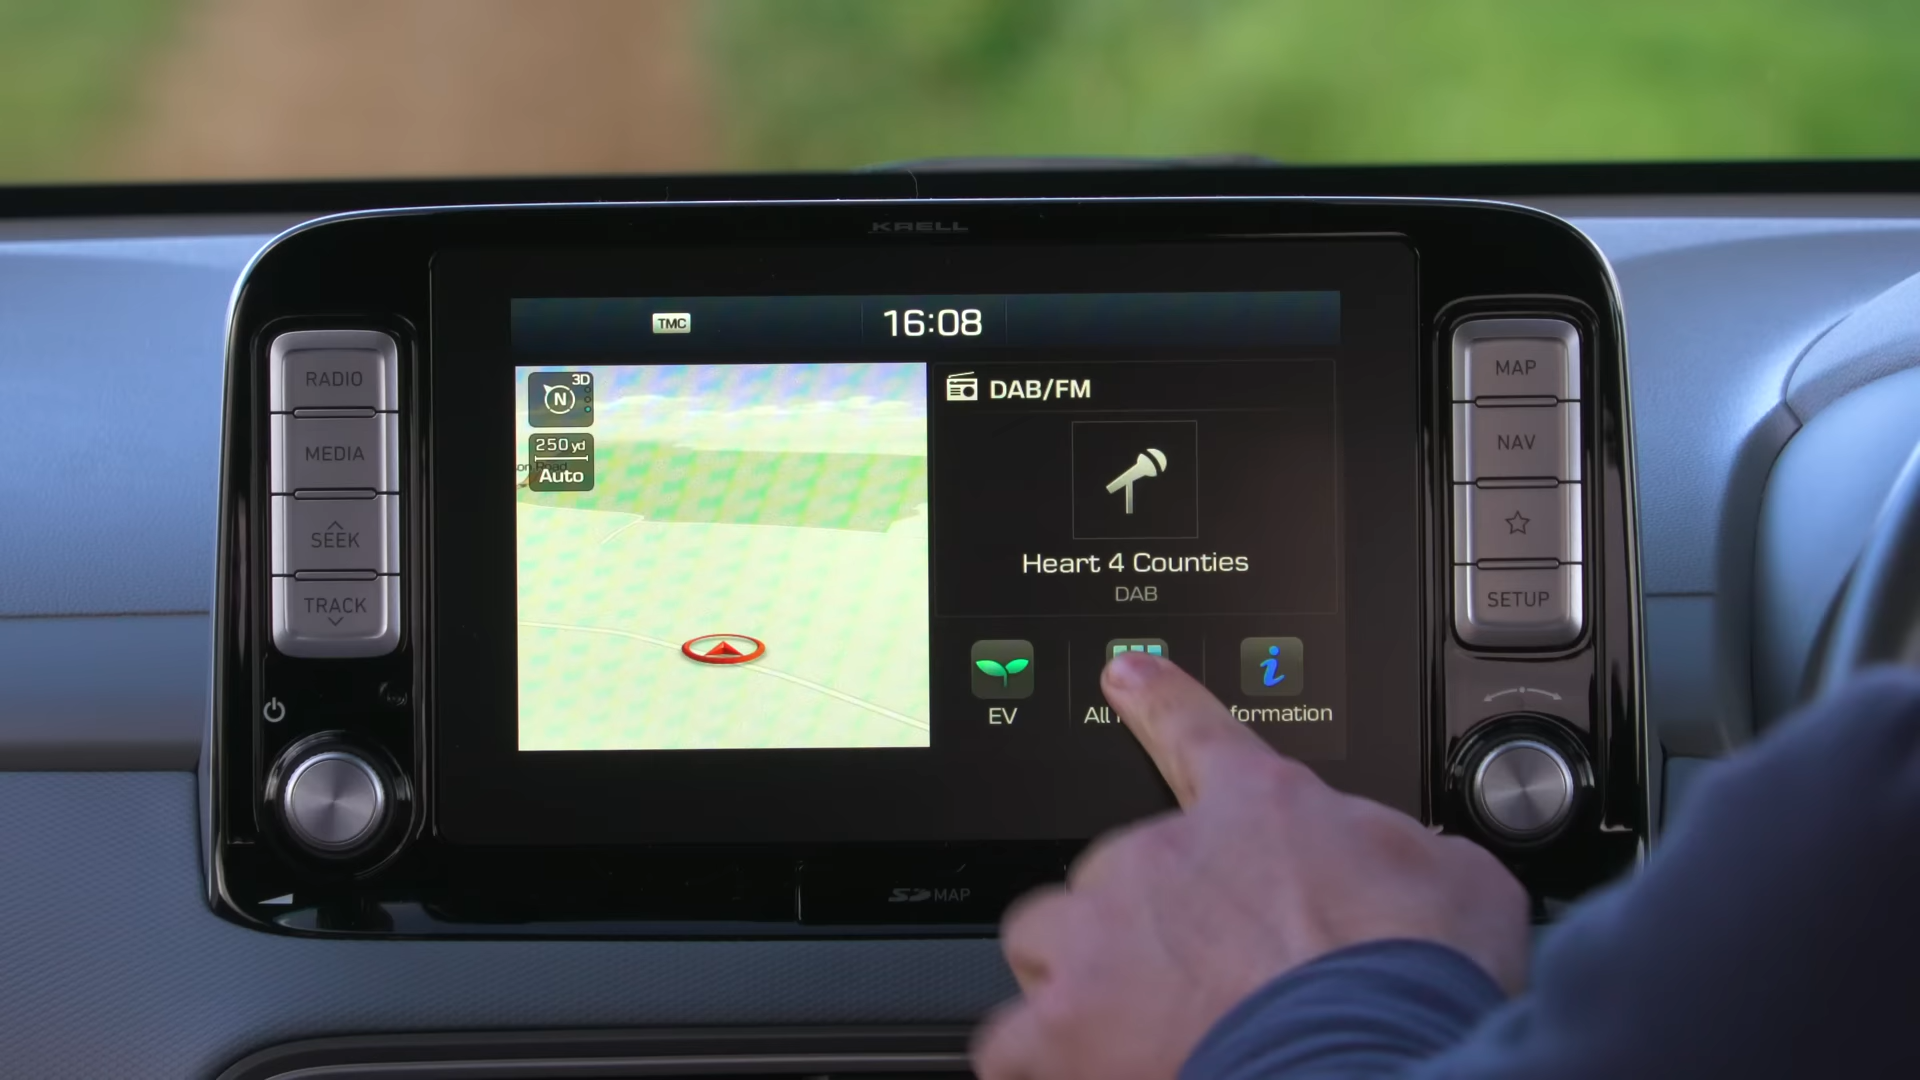 KRELL
TMC
16:08
RADIO
MEDIA
SEEK
TRACK
3D
N
250 yd
Auto
DAB/FM
Heart 4 Counties
DAB
EV
All
formation
MAP
NAV
SETUP
SD MAP